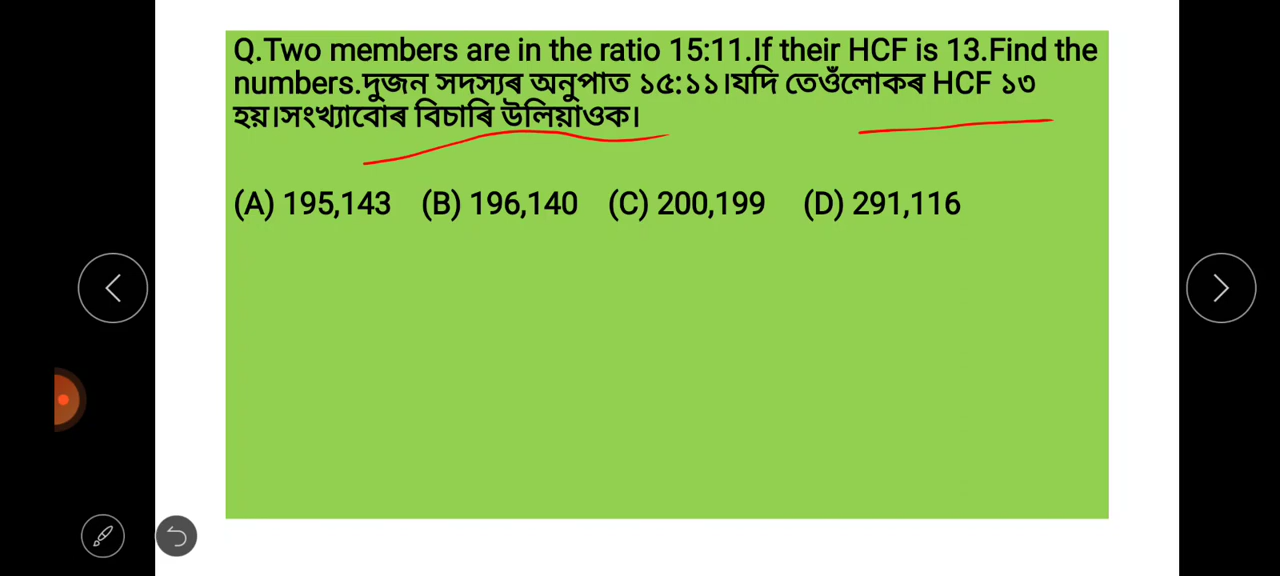 Q.Two members are in the ratio 15:11.If their HCF is 13.Find the
numbers.দুজন সদস্যৰ অনুপাত ১৫:১১।যদি তেওঁলোকৰ HCF ১৩
হয়।সংখ্যাবোৰ বিচাৰি উলিয়াওক।
(A) 195,143 (B) 196,140 (C) 200,199 (D) 291,116